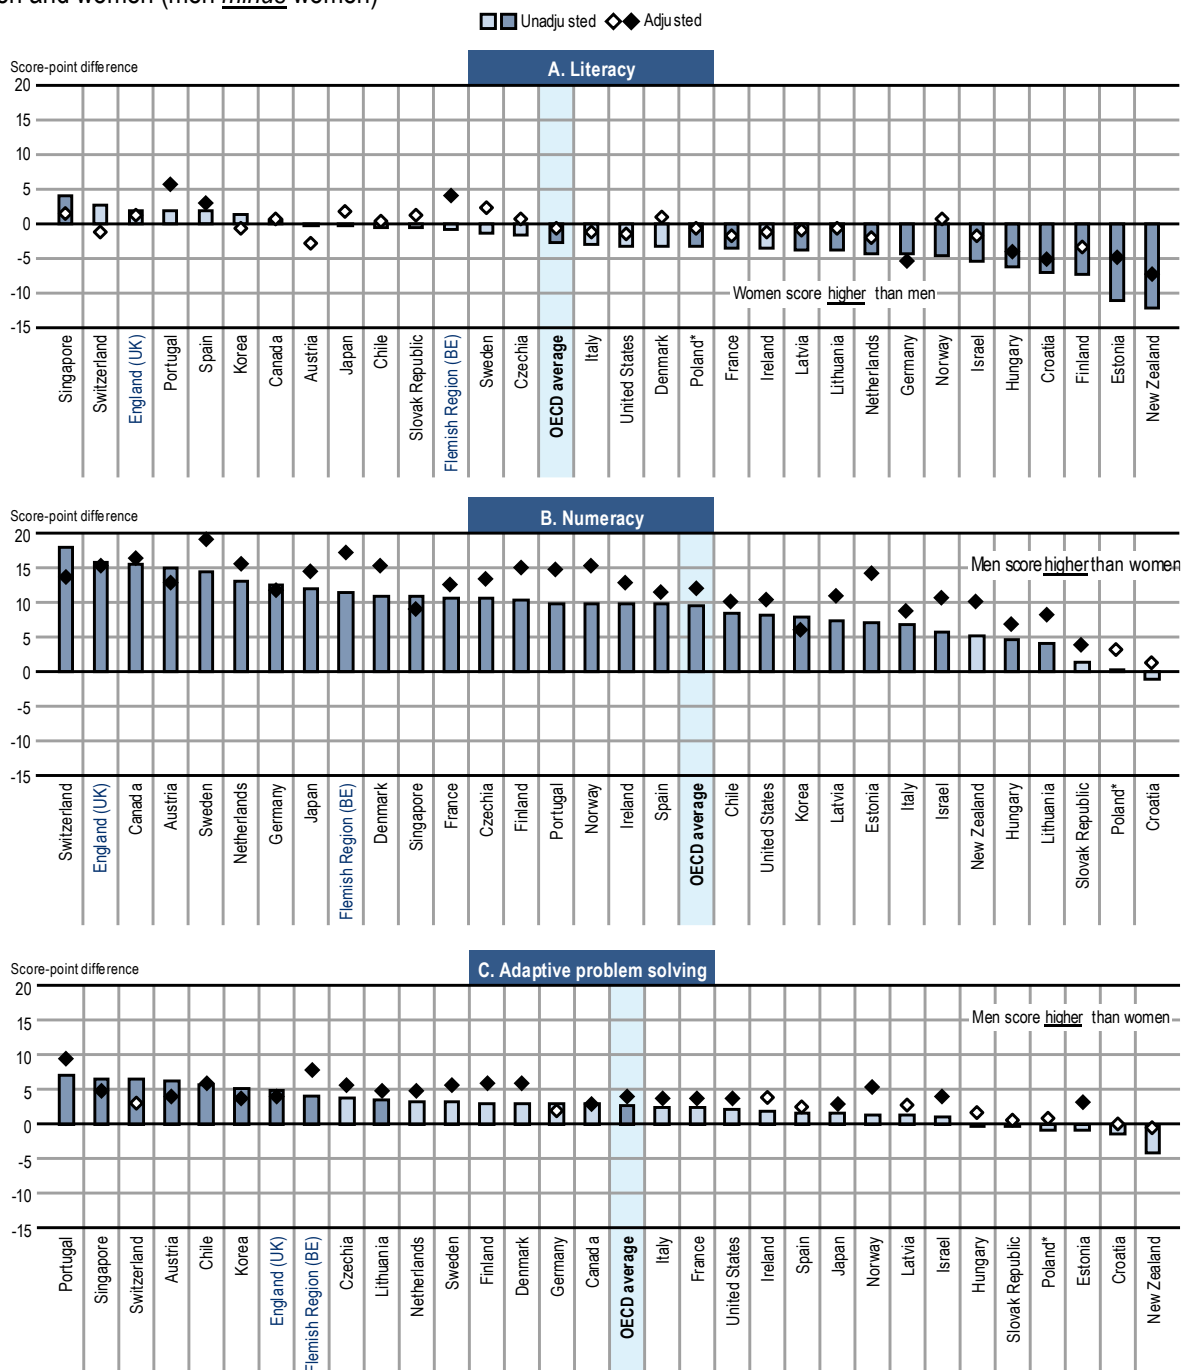 en and women (men minus women)
Unadjusted Adjusted
Score-point difference
A. Literacy
20
15
10
5
0
-5
-10
-15
Women score higher than men
Singapore
Switzerland
England (UK)
Portugal
Spain
Korea
Canada
Austria
Japan
Chile
Slovak Republic
Flemish Region (BE)
Sweden
Czechia
OECD average
Italy
United States
Denmark
Poland*
France
Ireland
Latvia
Lithuania
Netherlands
Germany
Norway
Israel
Hungary
Croatia
Finland
Estonia
New Zealand
Score-point difference
B. Numeracy
20
15
10
5
0
-5
-10
-15
Men score higher than women
Switzerland
England (UK)
Canada
Austria
Sweden
Netherlands
Germany
Japan
Flemish Region (BE)
Denmark
Singapore
France
Czechia
Finland
Portugal
Norway
Ireland
Spain
OECD average
Chile
United States
Korea
Latvia
Estonia
Italy
Israel
New Zealand
Hungary
Lithuania
Slovak Republic
Poland*
Croatia
Score-point difference
C. Adaptive problem solving
20
15
10
5
0
-5
-10
-15
Men score higher than women
Portugal
Singapore
Switzerland
Austria
Chile
Korea
England (UK)
Flemish Region (BE)
Czechia
Lithuania
Netherlands
Sweden
Finland
Denmark
Germany
Canada
OECD average
Italy
France
United States
Ireland
Spain
Japan
Norway
Latvia
Israel
Hungary
Slovak Republic
Poland*
Estonia
Croatia
New Zealand